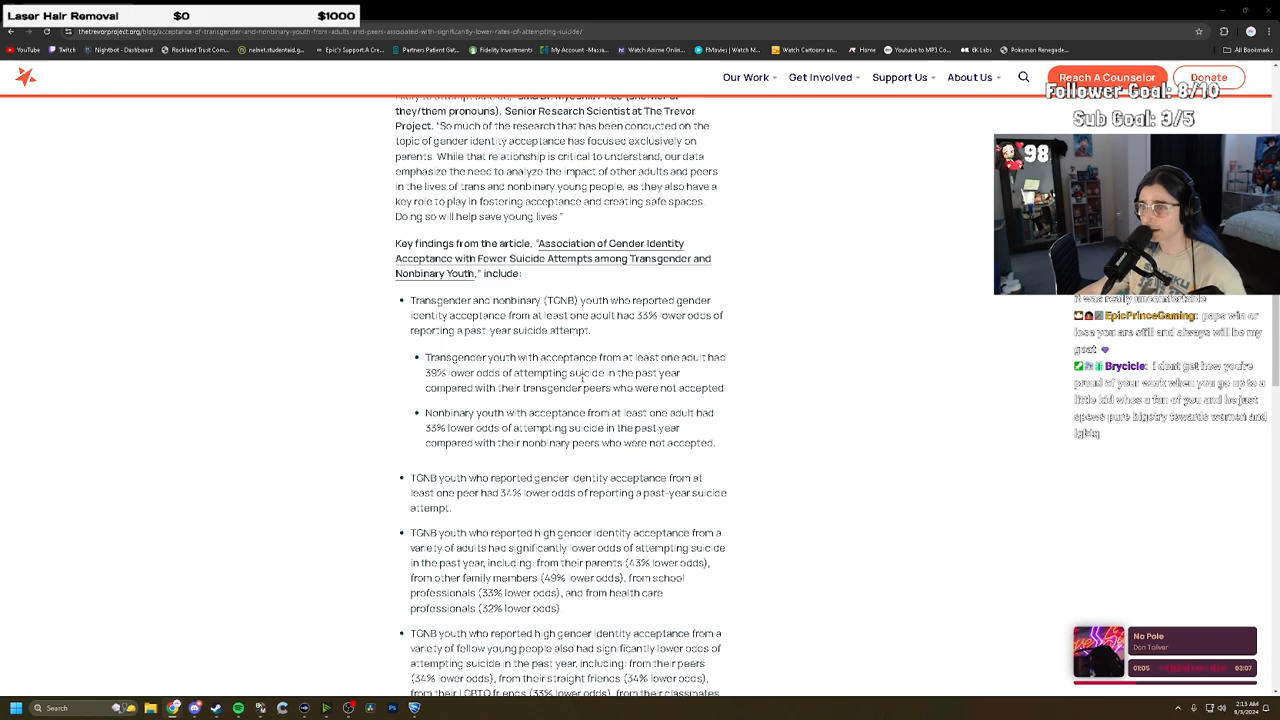 Laser Hair Removal $0 $1000
thetrevorproject.org/blog/acceptance-of-transgender-and-nonbinary-youth-from-adults-and-peers-associated-with-significantly-lower-rates-of-attempting-suicide/
YouTube Twitch Nightbot - Dashboard Rockland Trust Com... nelnet.studentaid.g... Epic's Support A Cre... Partners Patient Gat... Fidelity Investments My Account - Massa... Watch Anime Onlin... FMovies | Watch M... Watch Cartoons an... Home Youtube to MP3 Co... 6k Labs Pokemon Renegade... All Bookmarks
Our Work Get Involved Support Us About Us Reach A Counselor Donate
Follower Goal: 8/10
Sub Goal: 3/5
98
they/them pronouns), Senior Research Scientist at The Trevor
Project. “So much of the research that has been conducted on the
topic of gender identity acceptance has focused exclusively on
parents. While that relationship is critical to understand, our data
emphasize the need to analyze the impact of other adults and peers
in the lives of trans and nonbinary young people, as they also have a
key role to play in fostering acceptance and creating safe spaces.
Doing so will help save young lives.”
Key findings from the article, “Association of Gender Identity
Acceptance with Fewer Suicide Attempts among Transgender and
Nonbinary Youth,” include:
Transgender and nonbinary (TGNB) youth who reported gender
identity acceptance from at least one adult had 33% lower odds of
reporting a past-year suicide attempt.
Transgender youth with acceptance from at least one adult had
39% lower odds of attempting suicide in the past year
compared with their transgender peers who were not accepted.
Nonbinary youth with acceptance from at least one adult had
33% lower odds of attempting suicide in the past year
compared with their nonbinary peers who were not accepted.
TGNB youth who reported gender identity acceptance from at
least one peer had 34% lower odds of reporting a past-year suicide
attempt.
TGNB youth who reported high gender identity acceptance from a
variety of adults had significantly lower odds of attempting suicide
in the past year, including: from their parents (43% lower odds),
from other family members (49% lower odds), from school
professionals (33% lower odds), and from health care
professionals (32% lower odds).
TGNB youth who reported high gender identity acceptance from a
variety of fellow young people also had significantly lower odds of
attempting suicide in the past year, including: from their peers
(34% lower odds), from their straight friends (34% lower odds),
from their LGBTQ friends (33% lower odds), from their classmates
it was really uncomfortable
EpicPrinceGaming: paps win or
lose you are still and always will be my
goat
Brycicle: i dont get how you're
proud of your work when you go up to a
little kid whos a fan of you and he just
spews pure bigotry towards women and
lgbtq
No Pole
Don Toliver
01:05 03:07
Search
2:13 AM
9/3/2024